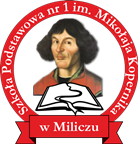 Szkoła Podstawowa nr 1 im. Mikołaja Kopernika
w Miliczu